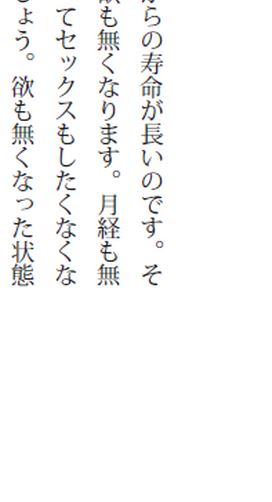 らの寿命が長いのです。そ
も無くなります。月経も無
てセックスもしたくなくな
ょう。欲も無くなった状態